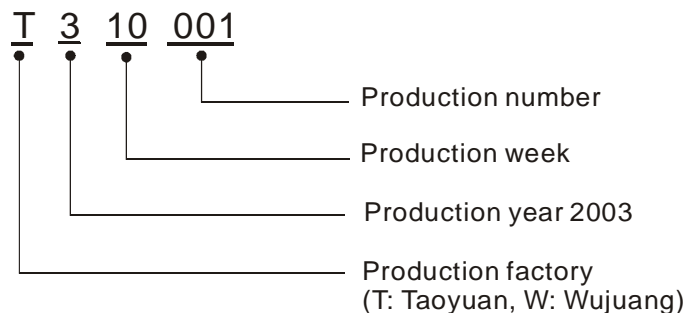 T 3 10 001
Production number
Production week
Production year 2003
Production factory
(T: Taoyuan, W: Wujuang)